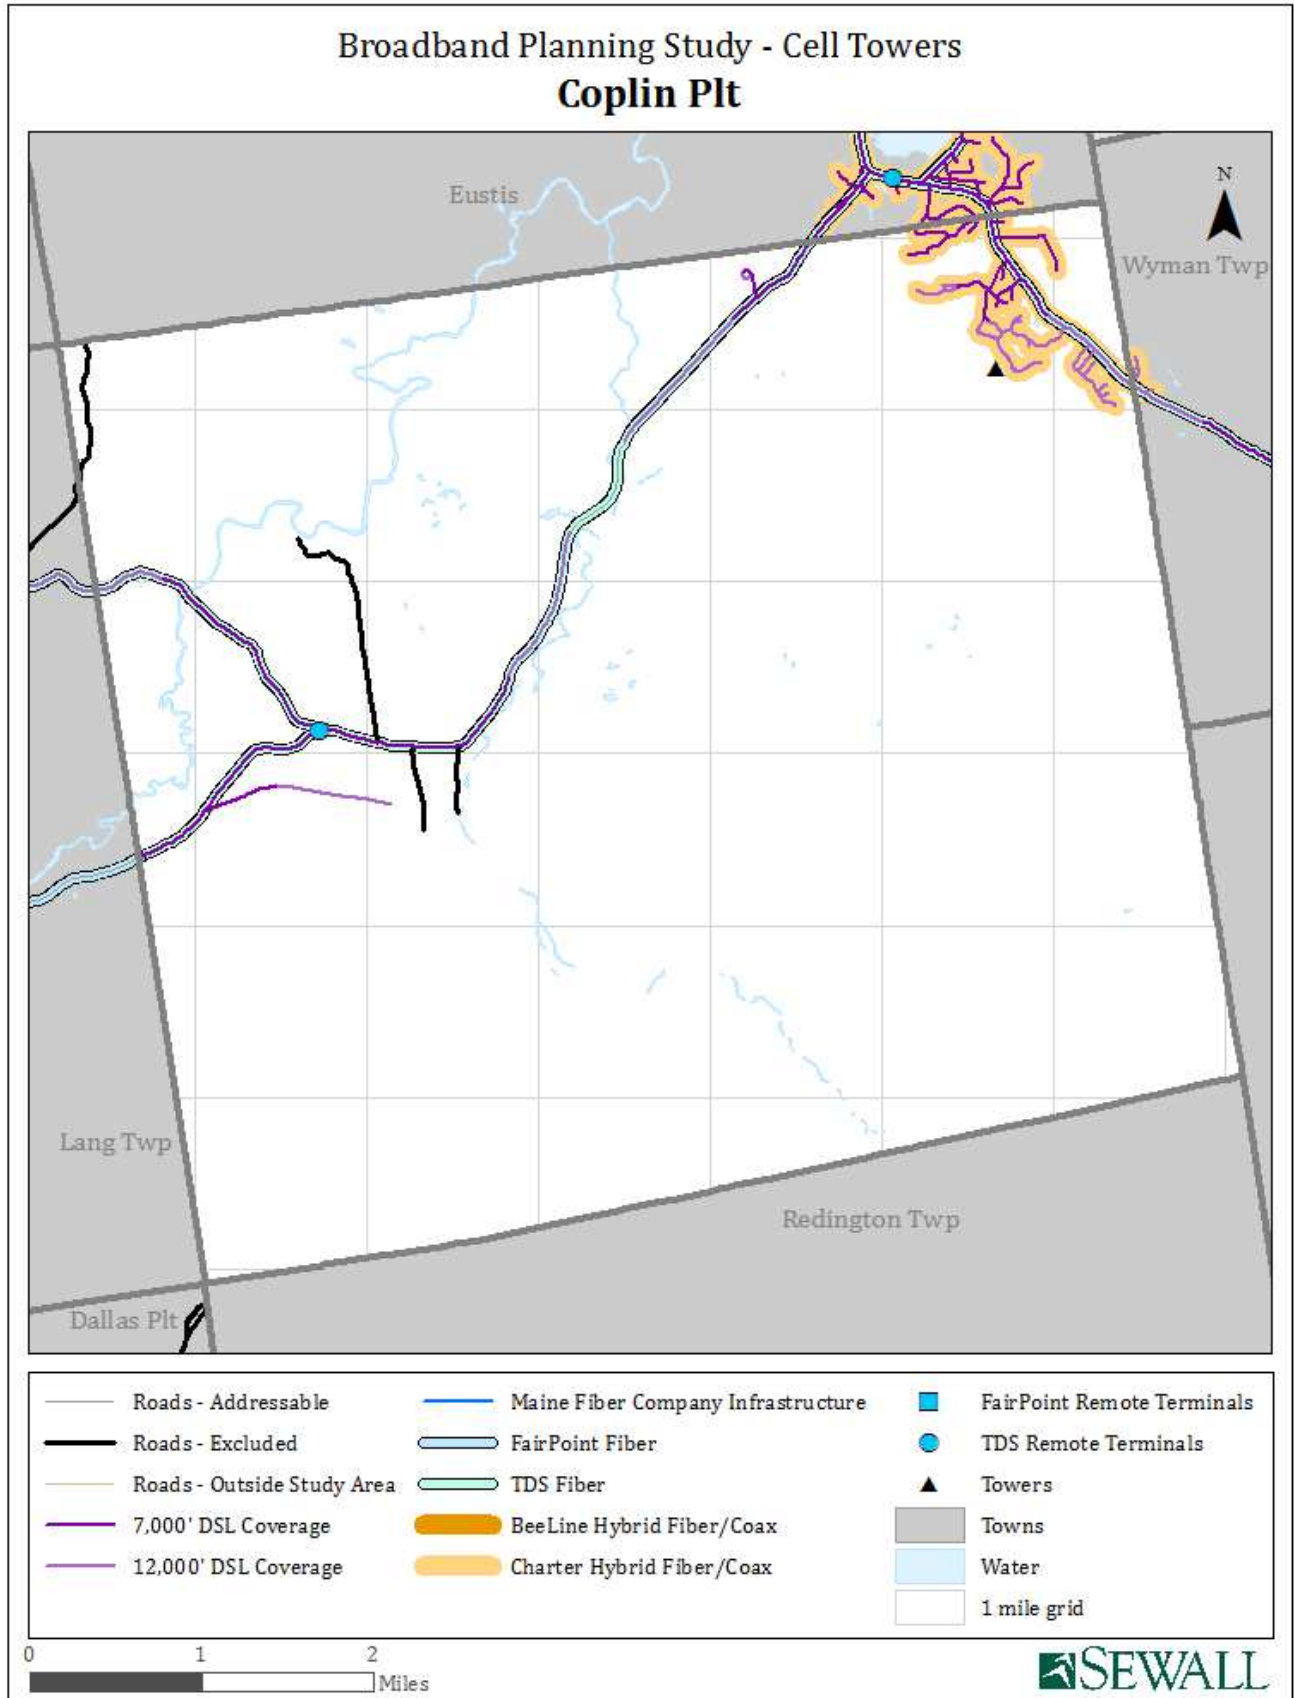 Broadband Planning Study - Cell Towers
Coplin Plt
Eustis
N
Wyman Twp
Lang Twp
Redington Twp
Dallas Plt
Roads - Addressable
Roads - Excluded
Roads - Outside Study Area
7,000' DSL Coverage
12,000' DSL Coverage
Maine Fiber Company Infrastructure
FairPoint Fiber
TDS Fiber
BeeLine Hybrid Fiber/Coax
Charter Hybrid Fiber/Coax
FairPoint Remote Terminals
TDS Remote Terminals
Towers
Towns
Water
1 mile grid
0 1 2
Miles
SEWALL